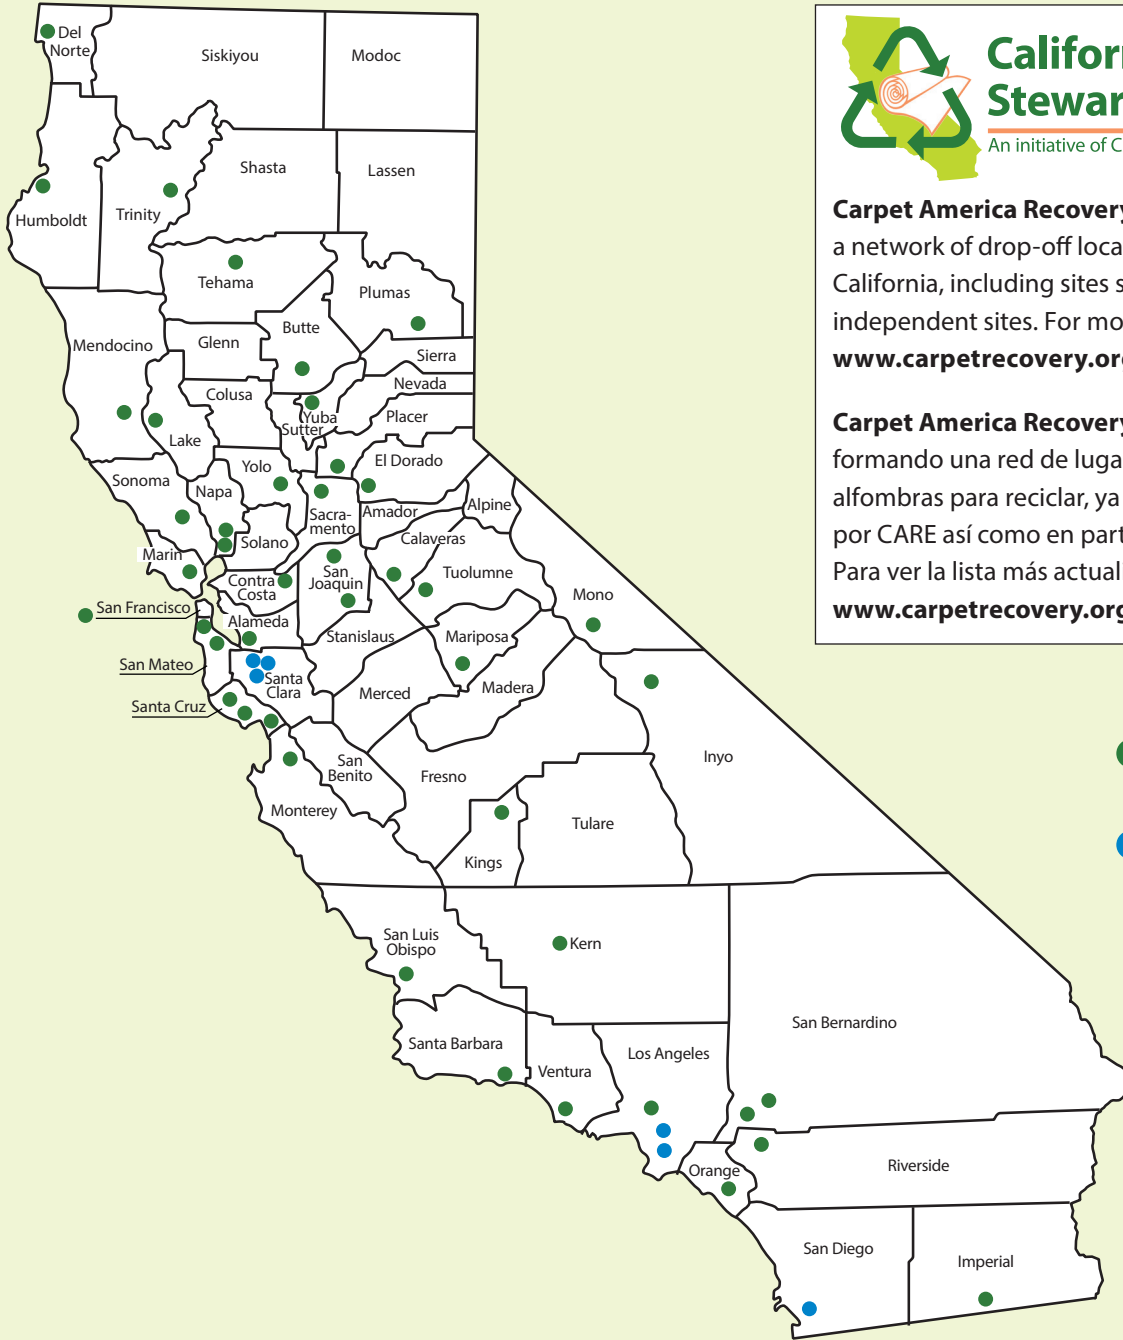 Del
Norte
Siskiyou
Modoc
Shasta
Lassen
Humboldt
Trinity
Tehama
Plumas
Butte
Glenn
Mendocino
Sierra
Nevada
Colusa
Placer
Yuba
Sutter
Lake
El Dorado
Yolo
Sonoma
Napa
Amador
Alpine
Sacra-
mento
Solano
Calaveras
Marin
San
Joaquin
Tuolumne
Contra
Costa
Mono
San Francisco
Alameda
Stanislaus
Mariposa
San Mateo
Santa
Clara
Merced
Madera
Santa Cruz
San
Benito
Fresno
Inyo
Monterey
Tulare
Kings
San Luis
Obispo
Kern
San Bernardino
Santa Barbara
Los Angeles
Ventura
Orange
Riverside
San Diego
Imperial
Califor
Stewar
An initiative of C
Carpet America Recovery
a network of drop-off loca
California, including sites s
independent sites. For mo
www.carpetrecovery.org
Carpet America Recovery
formando una red de luga
alfombras para reciclar, ya
por CARE así como en part
Para ver la lista más actuali
www.carpetrecovery.org